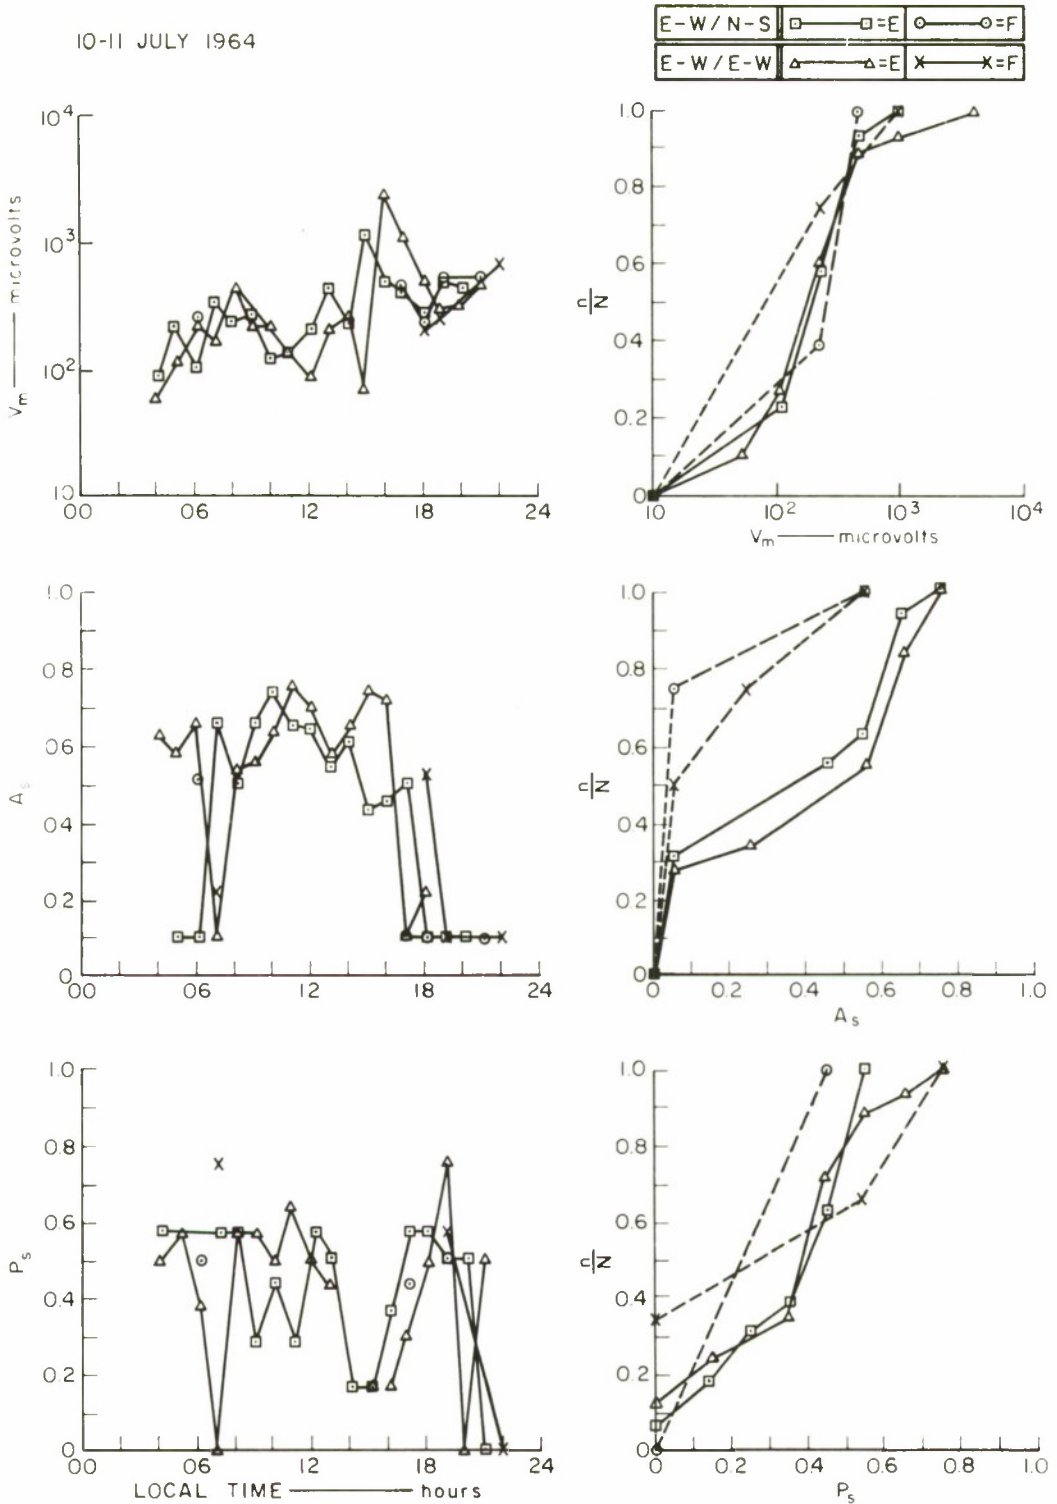 10-11 JULY 1964
E-W/N-S =E =F
E-W/E-W =E =F
10⁴
10³
10²
10
Vm microvolts
00 06 12 18 24
1.0
0.8
0.6
0.4
0.2
0
n/N
10 10² 10³ 10⁴
Vm microvolts
1.0
0.8
0.6
0.4
0.2
0
As
00 06 12 18 24
1.0
0.8
0.6
0.4
0.2
0
n/N
0 0.2 0.4 0.6 0.8 1.0
As
1.0
0.8
0.6
0.4
0.2
0
Ps
00 06 12 18 24
LOCAL TIME hours
1.0
0.8
0.6
0.4
0.2
0
n/N
0 0.2 0.4 0.6 0.8 1.0
Ps